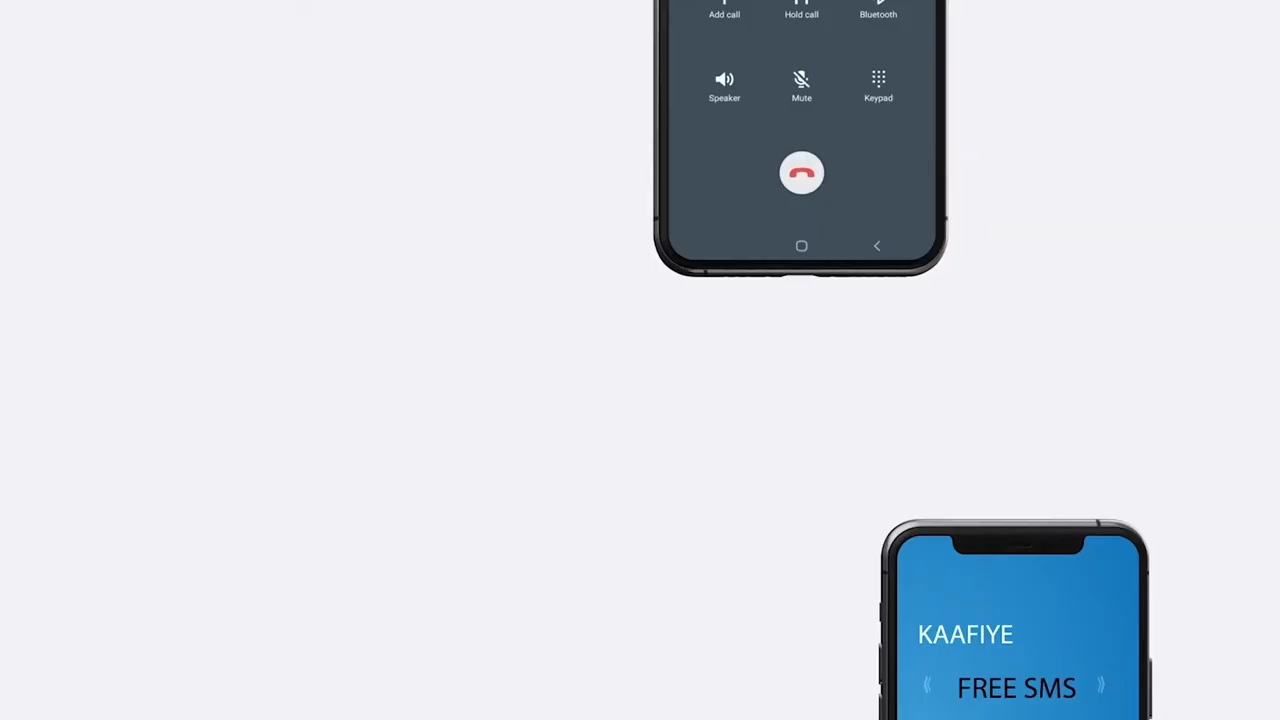 Add call Hold call Bluetooth
Speaker Mute Keypad
KAAFIYE
FREE SMS